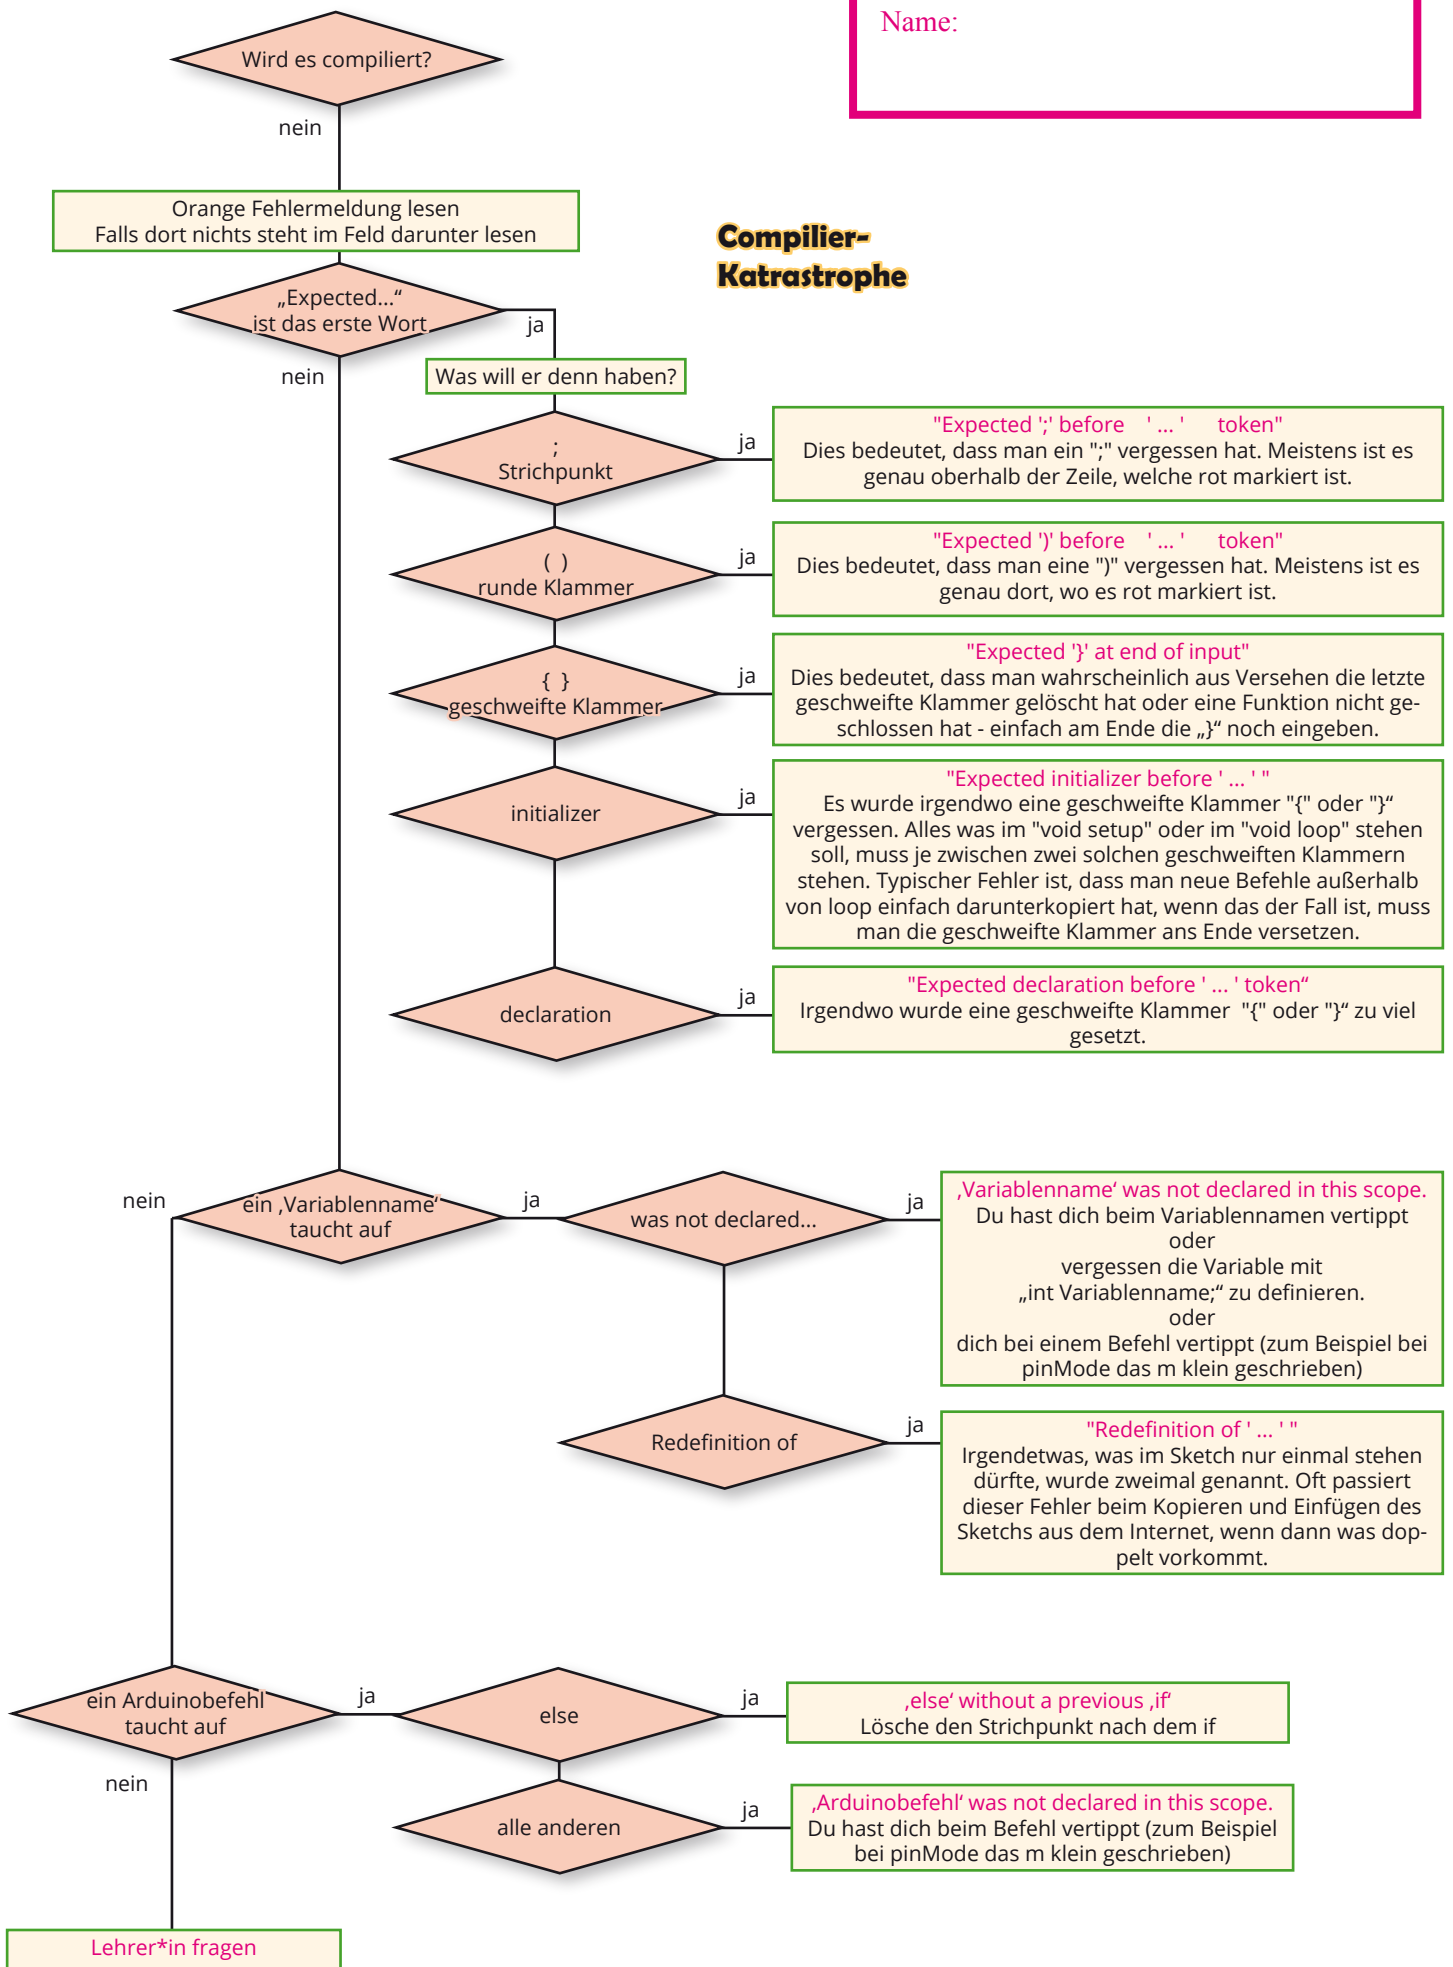 Name:
Wird es compiliert?
nein
Orange Fehlermeldung lesen
Falls dort nichts steht im Feld darunter lesen
Compilier-
Katrastrophe
„Expected...“
ist das erste Wort
ja
nein
Was will er denn haben?
;
Strichpunkt
ja
"Expected ';' before ' ... ' token"
Dies bedeutet, dass man ein ";" vergessen hat. Meistens ist es
genau oberhalb der Zeile, welche rot markiert ist.
( )
runde Klammer
ja
"Expected ')' before ' ... ' token"
Dies bedeutet, dass man eine ")" vergessen hat. Meistens ist es
genau dort, wo es rot markiert ist.
{ }
geschweifte Klammer
ja
"Expected '}' at end of input"
Dies bedeutet, dass man wahrscheinlich aus Versehen die letzte
geschweifte Klammer gelöscht hat oder eine Funktion nicht ge-
schlossen hat - einfach am Ende die „}“ noch eingeben.
initializer
ja
"Expected initializer before ' ... ' "
Es wurde irgendwo eine geschweifte Klammer "{" oder "}“
vergessen. Alles was im "void setup" oder im "void loop" stehen
soll, muss je zwischen zwei solchen geschweiften Klammern
stehen. Typischer Fehler ist, dass man neue Befehle außerhalb
von loop einfach darunterkopiert hat, wenn das der Fall ist, muss
man die geschweifte Klammer ans Ende versetzen.
declaration
ja
"Expected declaration before ' ... ' token“
Irgendwo wurde eine geschweifte Klammer "{" oder "}“ zu viel
gesetzt.
nein
ein ‚Variablenname‘
taucht auf
ja
was not declared...
ja
‚Variablenname‘ was not declared in this scope.
Du hast dich beim Variablennamen vertippt
oder
vergessen die Variable mit
„int Variablenname;“ zu definieren.
oder
dich bei einem Befehl vertippt (zum Beispiel bei
pinMode das m klein geschrieben)
Redefinition of
ja
"Redefinition of ' ... ' "
Irgendetwas, was im Sketch nur einmal stehen
dürfte, wurde zweimal genannt. Oft passiert
dieser Fehler beim Kopieren und Einfügen des
Sketchs aus dem Internet, wenn dann was dop-
pelt vorkommt.
ein Arduinobefehl
taucht auf
ja
else
ja
‚else‘ without a previous ‚if‘
Lösche den Strichpunkt nach dem if
nein
alle anderen
ja
‚Arduinobefehl‘ was not declared in this scope.
Du hast dich beim Befehl vertippt (zum Beispiel
bei pinMode das m klein geschrieben)
Lehrer*in fragen